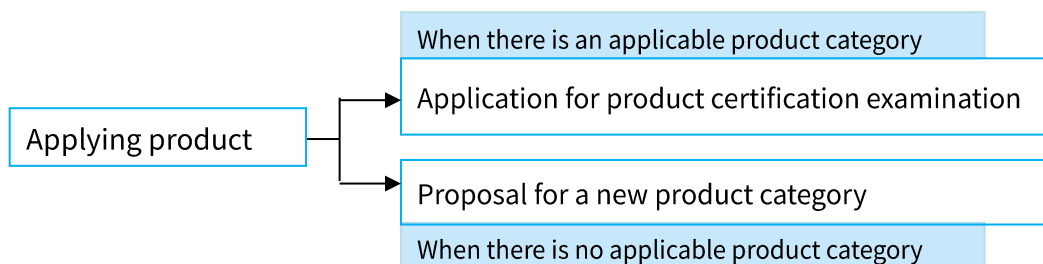 When there is an applicable product category
Application for product certification examination
Applying product
Proposal for a new product category
When there is no applicable product category